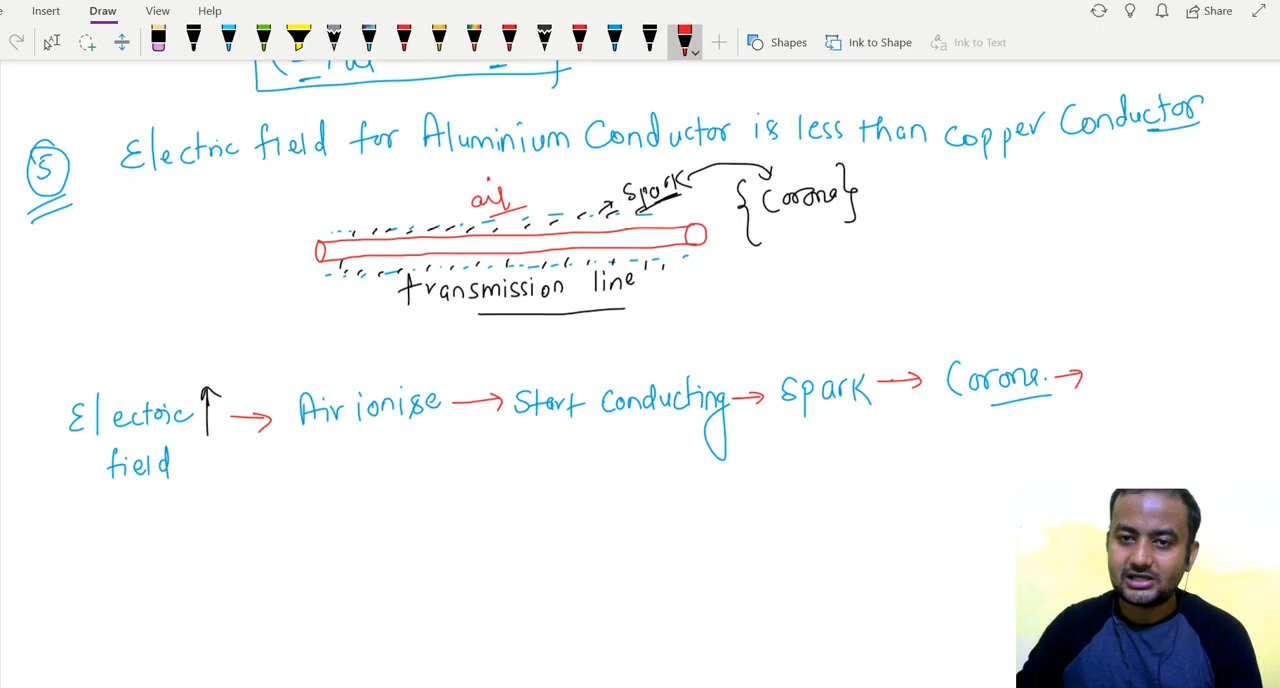 Insert Draw View Help
Share
Shapes Ink to Shape Ink to Text
5 Electric field for Aluminium Conductor is less than copper Conductor
air spark {Corona}
transmission line
Electric ↑ → Air ionise → Start conducting → Spark → Corona →
field